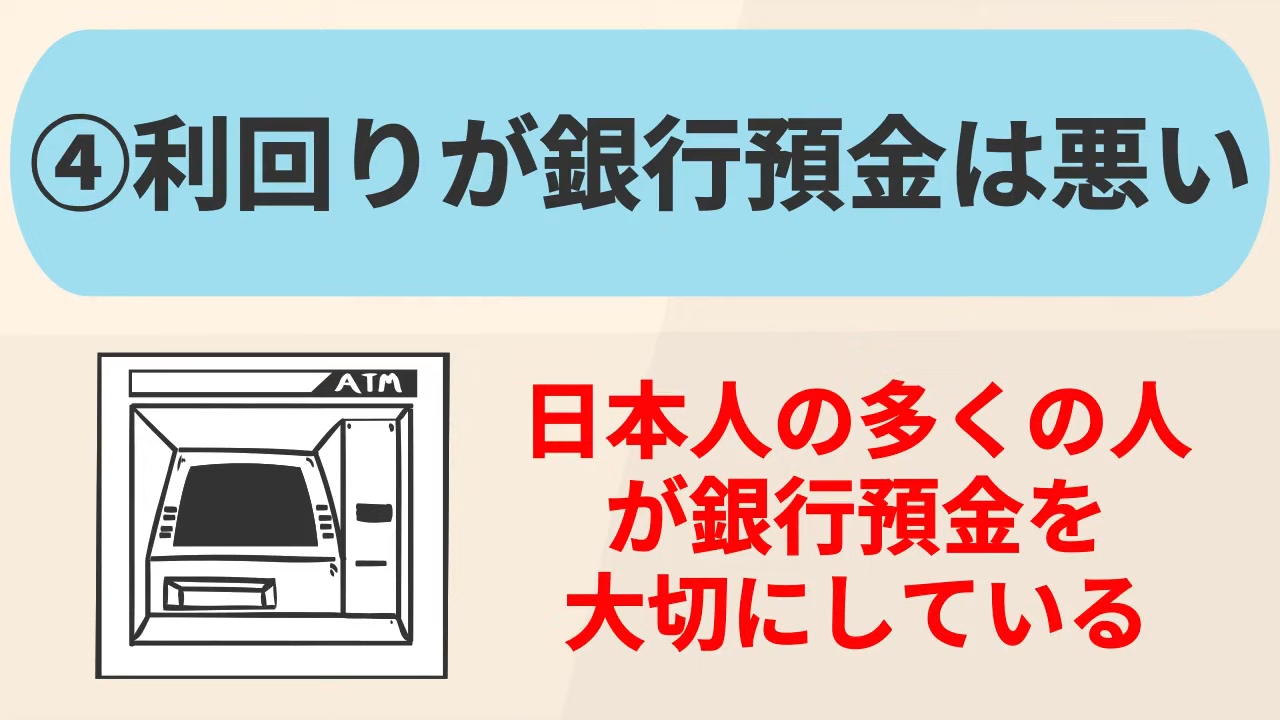 ④利回りが銀行預金は悪い
ATM
日本人の多くの人
が銀行預金を
大切にしている